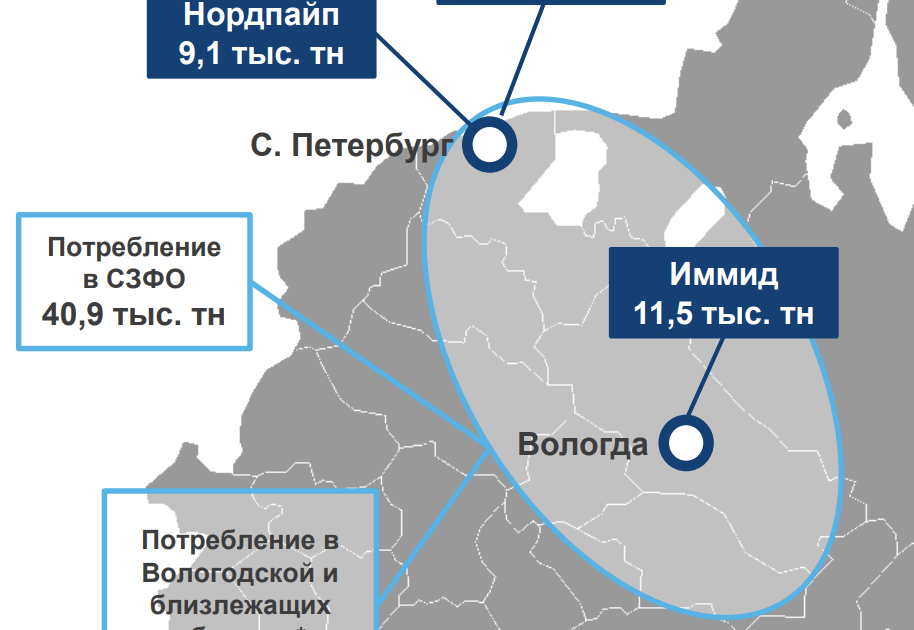 Нордпайп
9,1 тыс. тн
С. Петербург
Потребление
в СЗФО
40,9 тыс. тн
Иммид
11,5 тыс. тн
Вологда
Потребление в
Вологодской и
близлежащих